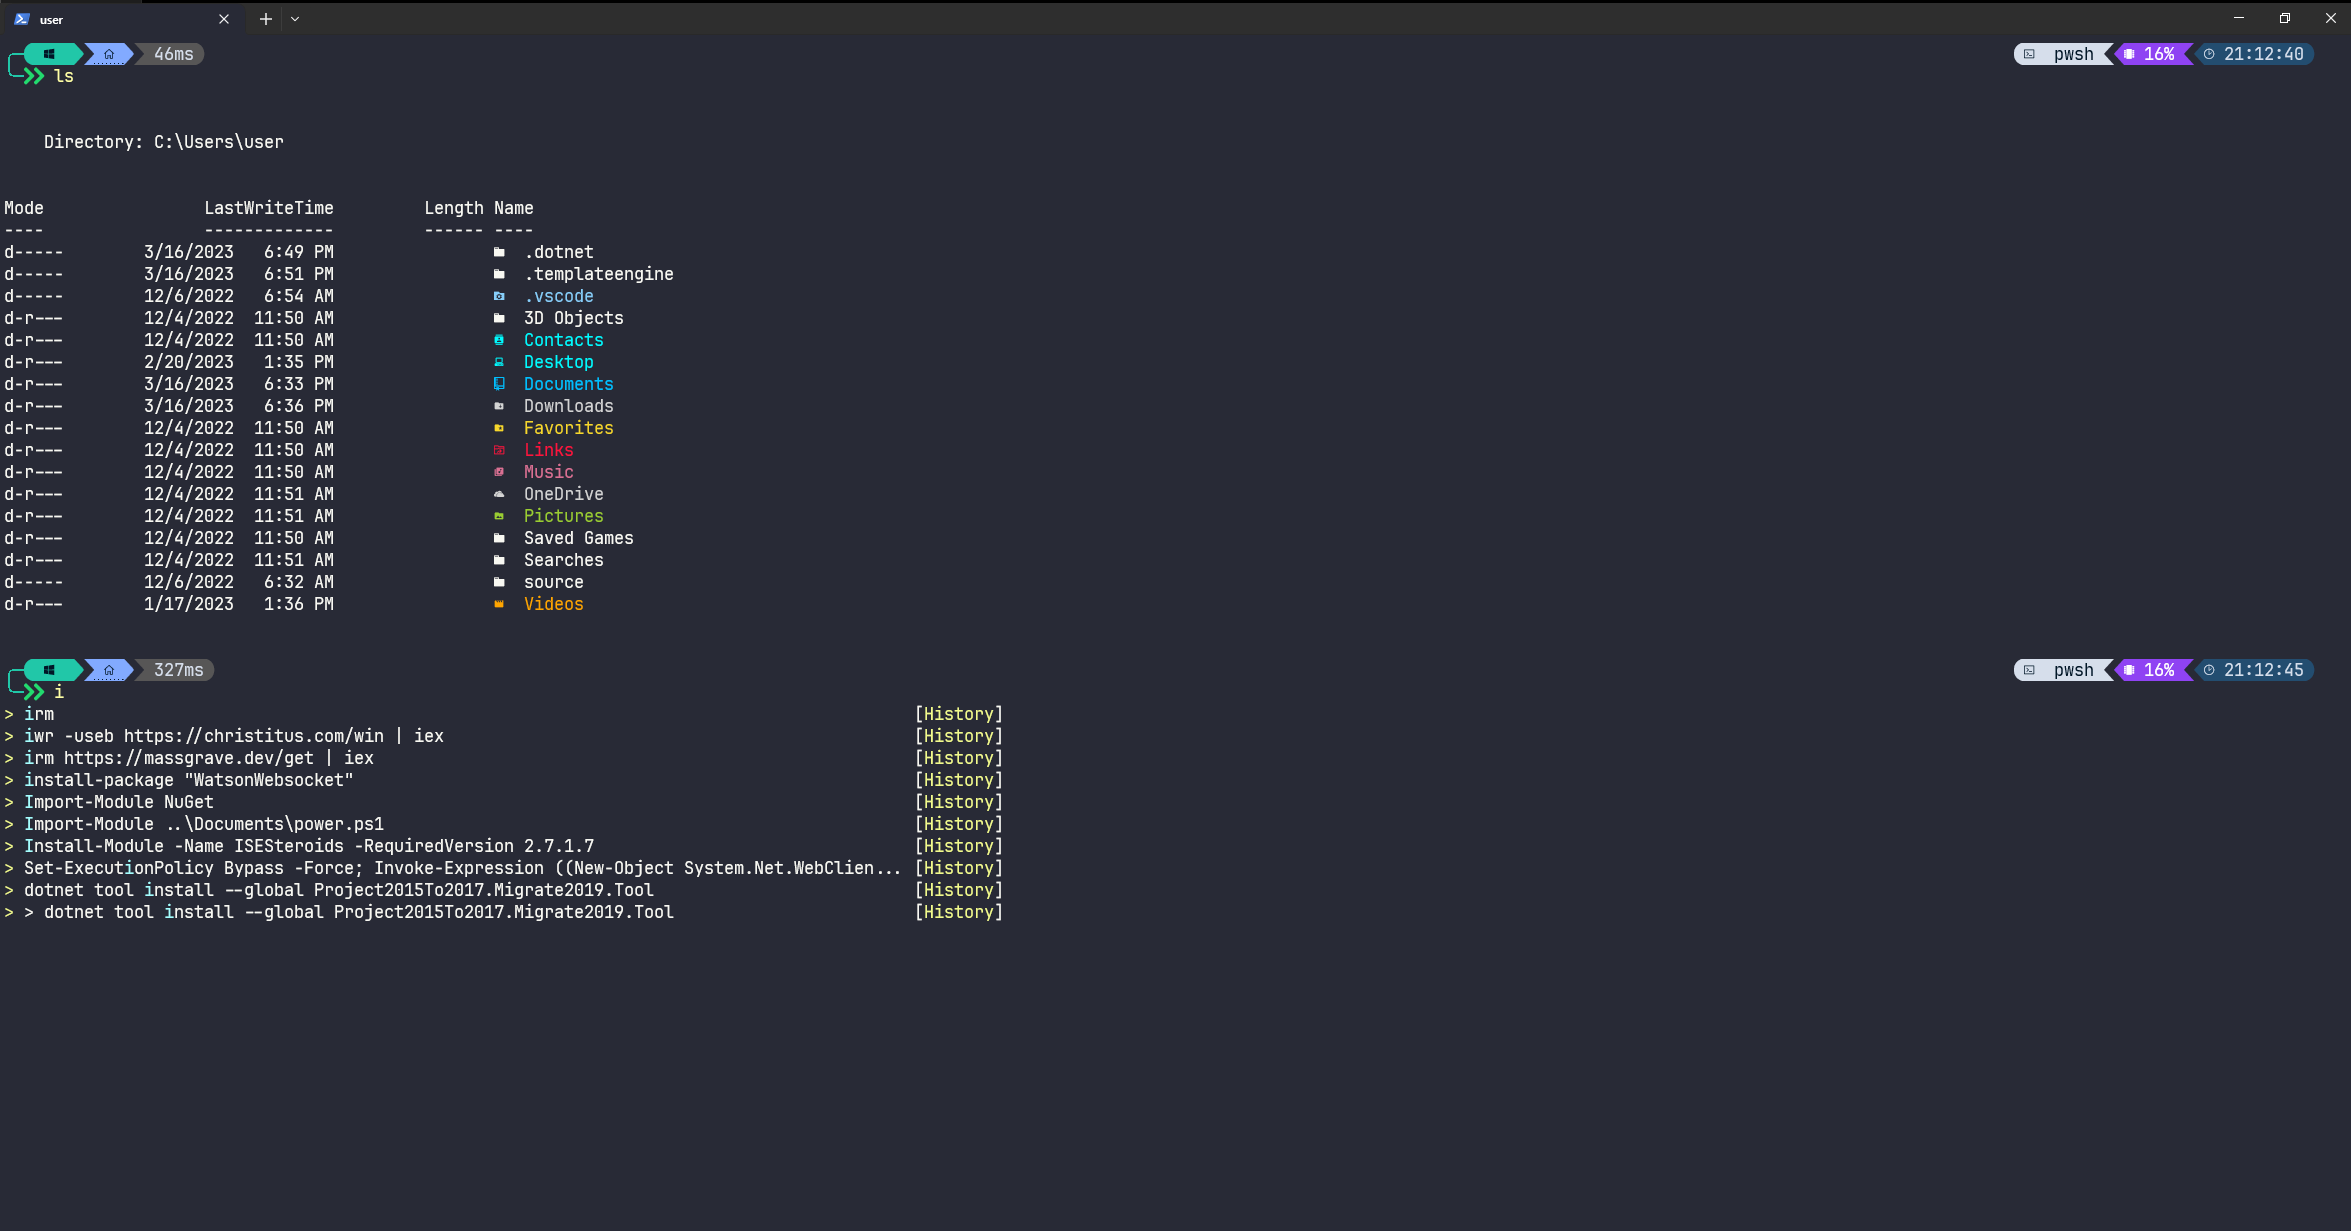 user
46ms pwsh 16% 21:12:40
ls
Directory: C:\Users\user
Mode LastWriteTime Length Name
---- ------------- ------ ----
d----- 3/16/2023 6:49 PM .dotnet
d----- 3/16/2023 6:51 PM .templateengine
d----- 12/6/2022 6:54 AM .vscode
d-r--- 12/4/2022 11:50 AM 3D Objects
d-r--- 12/4/2022 11:50 AM Contacts
d-r--- 2/20/2023 1:35 PM Desktop
d-r--- 3/16/2023 6:33 PM Documents
d-r--- 3/16/2023 6:36 PM Downloads
d-r--- 12/4/2022 11:50 AM Favorites
d-r--- 12/4/2022 11:50 AM Links
d-r--- 12/4/2022 11:50 AM Music
d-r--- 12/4/2022 11:51 AM OneDrive
d-r--- 12/4/2022 11:51 AM Pictures
d-r--- 12/4/2022 11:50 AM Saved Games
d-r--- 12/4/2022 11:51 AM Searches
d----- 12/6/2022 6:32 AM source
d-r--- 1/17/2023 1:36 PM Videos
327ms pwsh 16% 21:12:45
i
> irm [History]
> iwr -useb https://christitus.com/win | iex [History]
> irm https://massgrave.dev/get | iex [History]
> install-package "WatsonWebsocket" [History]
> Import-Module NuGet [History]
> Import-Module ..\Documents\power.ps1 [History]
> Install-Module -Name ISESteroids -RequiredVersion 2.7.1.7 [History]
> Set-ExecutionPolicy Bypass -Force; Invoke-Expression ((New-Object System.Net.WebClien... [History]
> dotnet tool install --global Project2015To2017.Migrate2019.Tool [History]
> > dotnet tool install --global Project2015To2017.Migrate2019.Tool [History]